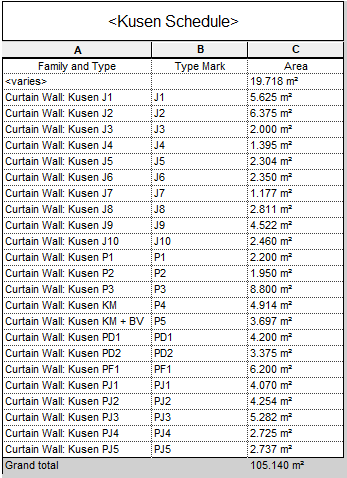 <Kusen Schedule>
A B C
Family and Type Type Mark Area
<varies> 19.718 m²
Curtain Wall: Kusen J1 J1 5.625 m²
Curtain Wall: Kusen J2 J2 6.375 m²
Curtain Wall: Kusen J3 J3 2.000 m²
Curtain Wall: Kusen J4 J4 1.395 m²
Curtain Wall: Kusen J5 J5 2.304 m²
Curtain Wall: Kusen J6 J6 2.350 m²
Curtain Wall: Kusen J7 J7 1.177 m²
Curtain Wall: Kusen J8 J8 2.811 m²
Curtain Wall: Kusen J9 J9 4.522 m²
Curtain Wall: Kusen J10 J10 2.460 m²
Curtain Wall: Kusen P1 P1 2.200 m²
Curtain Wall: Kusen P2 P2 1.950 m²
Curtain Wall: Kusen P3 P3 8.800 m²
Curtain Wall: Kusen KM P4 4.914 m²
Curtain Wall: Kusen KM + BV P5 3.697 m²
Curtain Wall: Kusen PD1 PD1 4.200 m²
Curtain Wall: Kusen PD2 PD2 3.375 m²
Curtain Wall: Kusen PF1 PF1 6.200 m²
Curtain Wall: Kusen PJ1 PJ1 4.070 m²
Curtain Wall: Kusen PJ2 PJ2 4.254 m²
Curtain Wall: Kusen PJ3 PJ3 5.282 m²
Curtain Wall: Kusen PJ4 PJ4 2.725 m²
Curtain Wall: Kusen PJ5 PJ5 2.737 m²
Grand total 105.140 m²